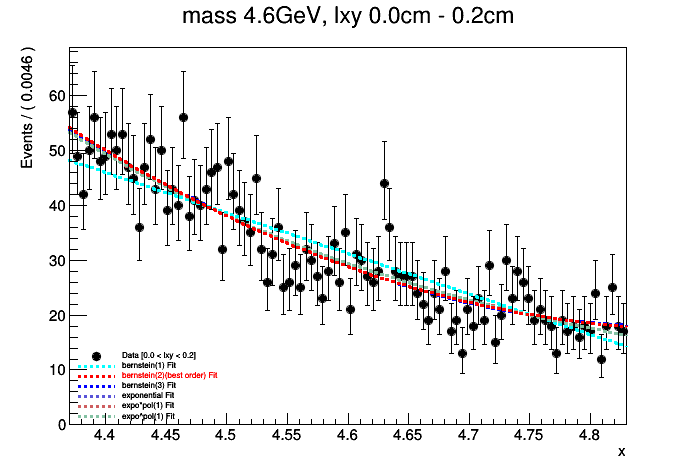 mass 4.6GeV, lxy 0.0cm - 0.2cm
Events / ( 0.0046 )
60
50
40
30
20
10
0
Data [0.0 < lxy < 0.2]
bernstein(1) Fit
bernstein(2)(best order) Fit
bernstein(3) Fit
exponential Fit
expo*pol(1) Fit
expo*pol(1) Fit
4.4 4.45 4.5 4.55 4.6 4.65 4.7 4.75 4.8
x